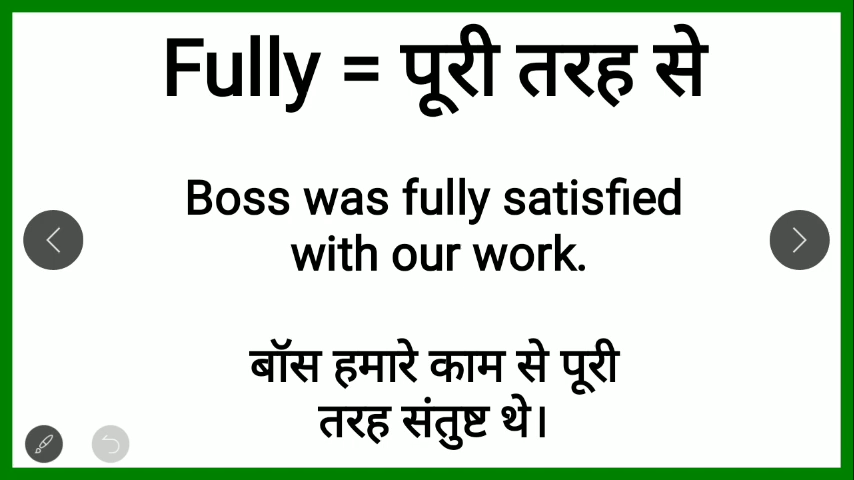 Fully = पूरी तरह से
Boss was fully satisfied
with our work.
बॉस हमारे काम से पूरी
तरह संतुष्ट थे।